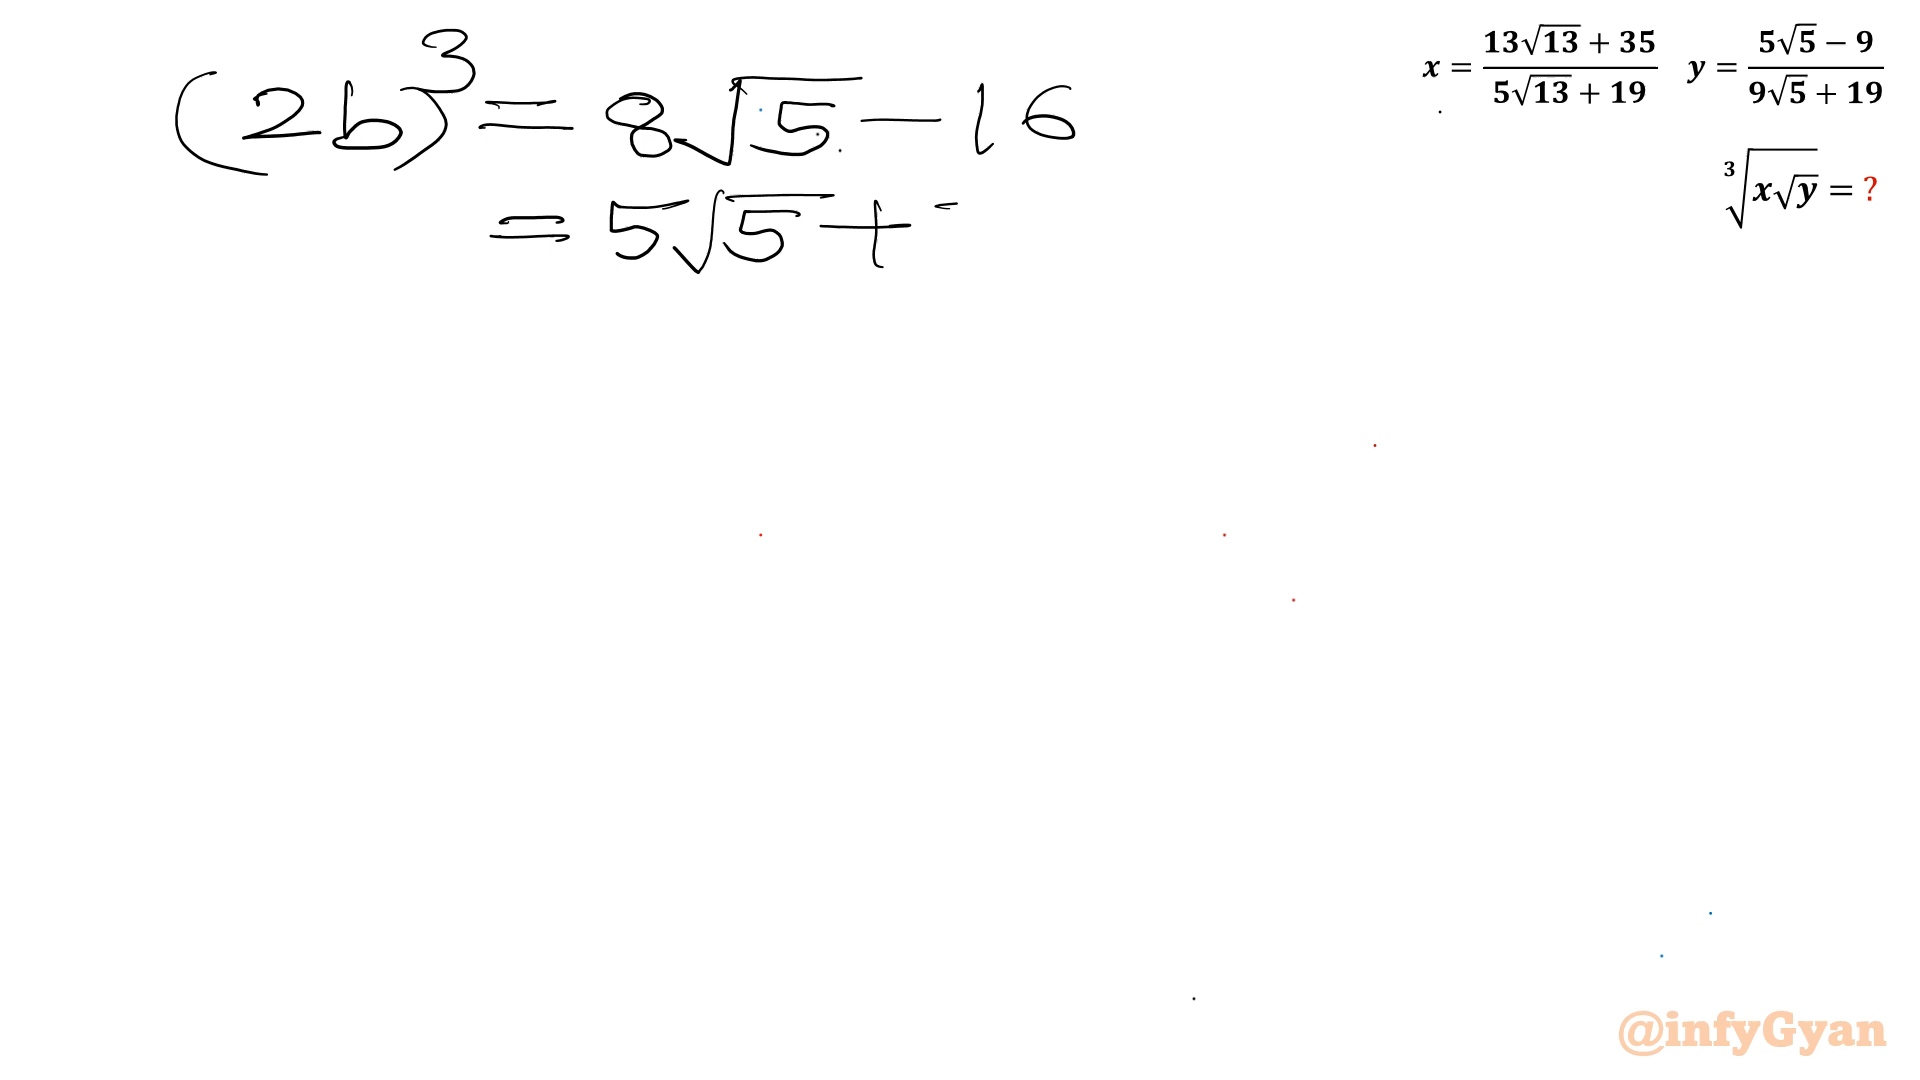 (2b)³ = 8√5 - 16
= 5√5 +
x = (13√13 + 35)/(5√13 + 19) y = (5√5 − 9)/(9√5 + 19)
∛(x√y) = ?
@infyGyan